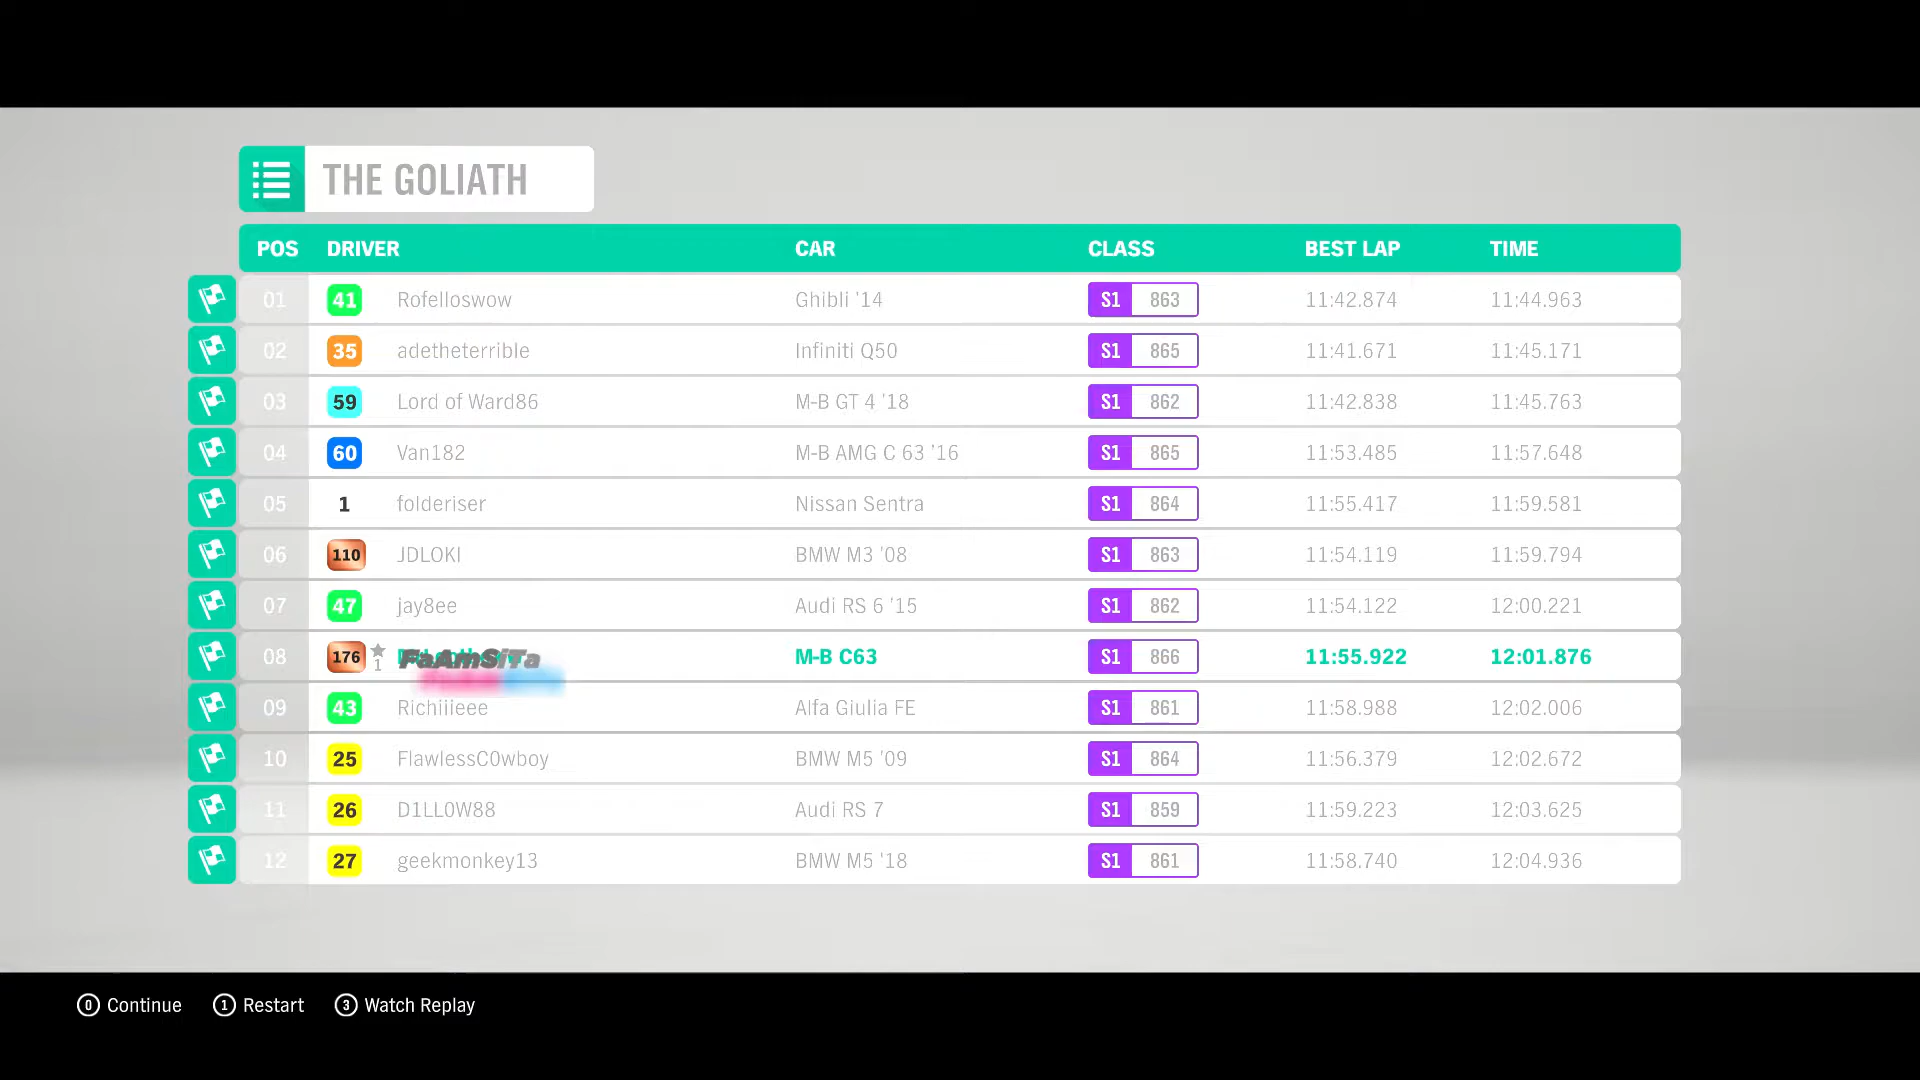 THE GOLIATH
POS DRIVER CAR CLASS BEST LAP TIME
01 41 Rofelloswow Ghibli '14 S1 863 11:42.874 11:44.963
02 35 adetheterrible Infiniti Q50 S1 865 11:41.671 11:45.171
03 59 Lord of Ward86 M-B GT 4 '18 S1 862 11:42.838 11:45.763
04 60 Van182 M-B AMG C 63 '16 S1 865 11:53.485 11:57.648
05 1 folderiser Nissan Sentra S1 864 11:55.417 11:59.581
06 110 JDLOKI BMW M3 '08 S1 863 11:54.119 11:59.794
07 47 jay8ee Audi RS 6 '15 S1 862 11:54.122 12:00.221
08 176 1 FaAmSiTa M-B C63 S1 866 11:55.922 12:01.876
09 43 Richiiieee Alfa Giulia FE S1 861 11:58.988 12:02.006
10 25 FlawlessC0wboy BMW M5 '09 S1 864 11:56.379 12:02.672
11 26 D1LL0W88 Audi RS 7 S1 859 11:59.223 12:03.625
12 27 geekmonkey13 BMW M5 '18 S1 861 11:58.740 12:04.936
0 Continue 1 Restart 3 Watch Replay